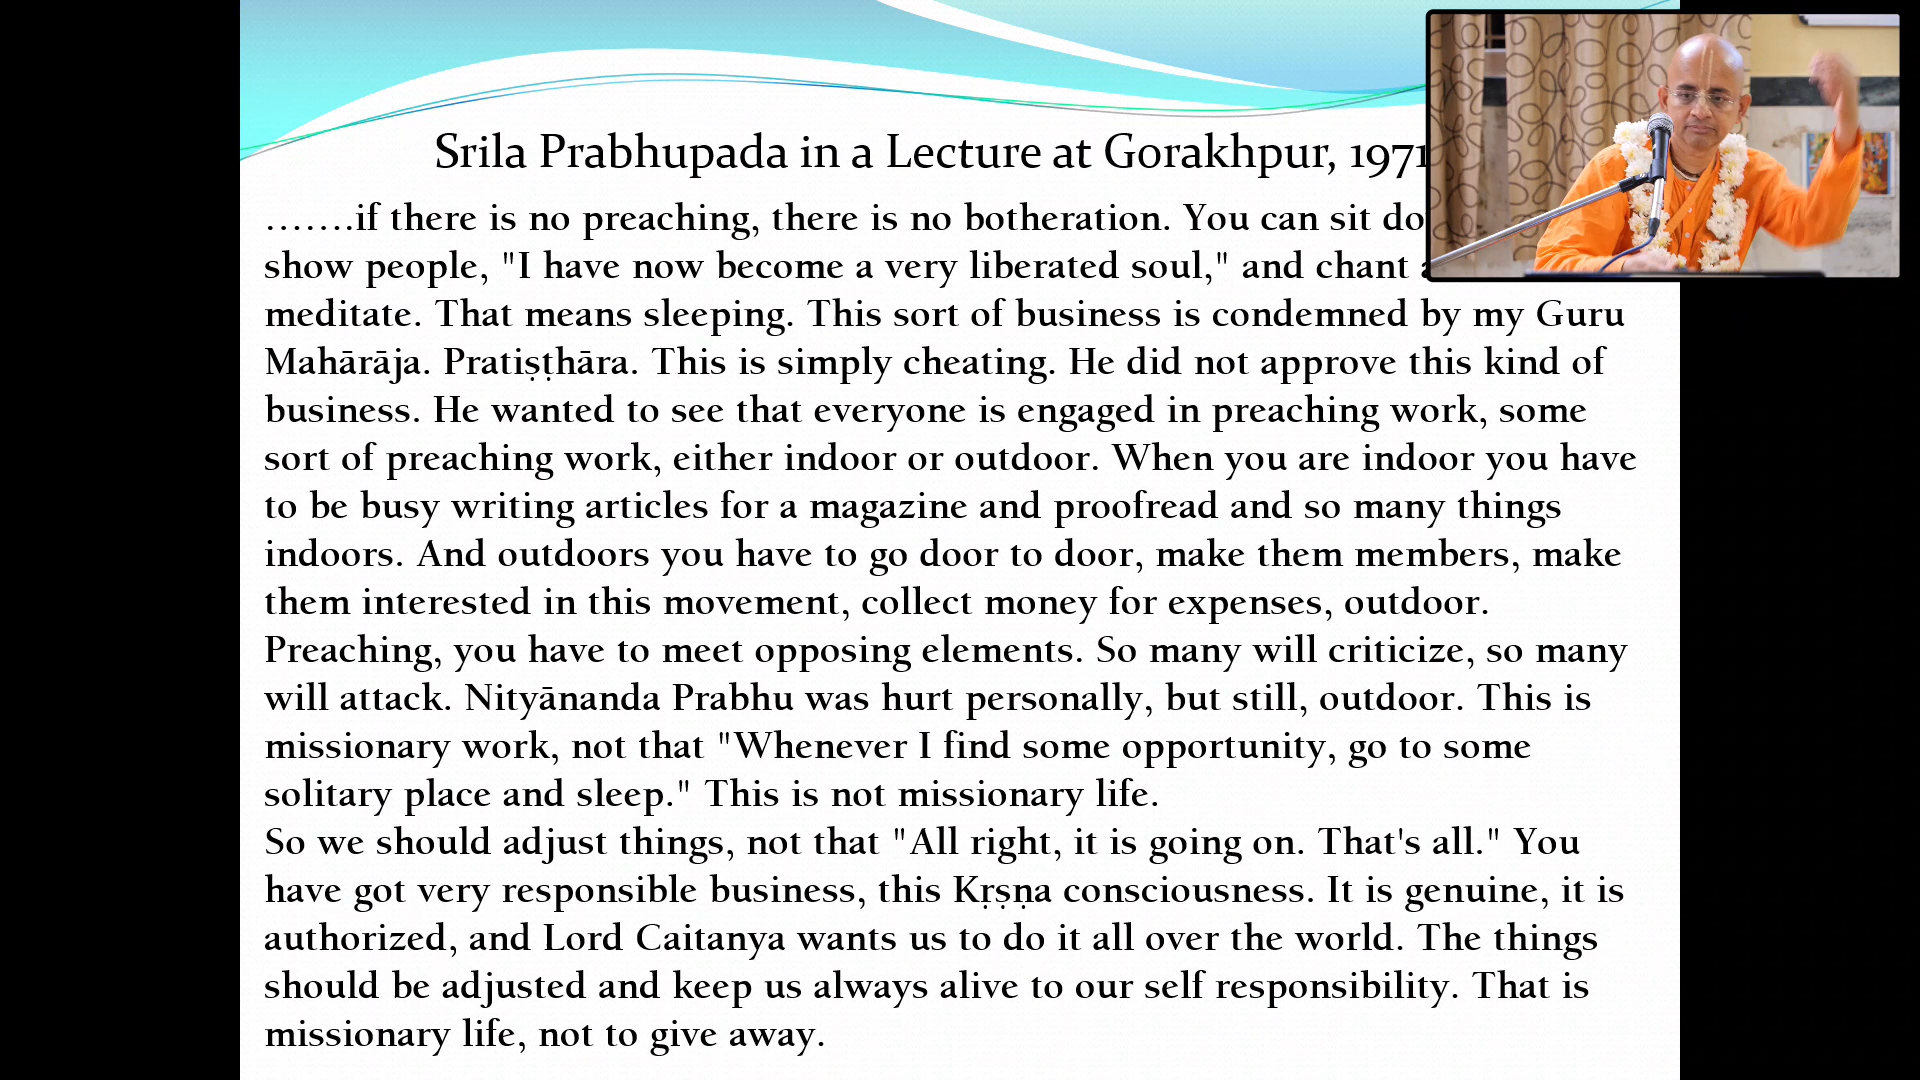 Srila Prabhupada in a Lecture at Gorakhpur, 1971
…….if there is no preaching, there is no botheration. You can sit do
show people, "I have now become a very liberated soul," and chant
meditate. That means sleeping. This sort of business is condemned by my Guru
Mahārāja. Pratiṣṭhāra. This is simply cheating. He did not approve this kind of
business. He wanted to see that everyone is engaged in preaching work, some
sort of preaching work, either indoor or outdoor. When you are indoor you have
to be busy writing articles for a magazine and proofread and so many things
indoors. And outdoors you have to go door to door, make them members, make
them interested in this movement, collect money for expenses, outdoor.
Preaching, you have to meet opposing elements. So many will criticize, so many
will attack. Nityānanda Prabhu was hurt personally, but still, outdoor. This is
missionary work, not that "Whenever I find some opportunity, go to some
solitary place and sleep." This is not missionary life.
So we should adjust things, not that "All right, it is going on. That's all." You
have got very responsible business, this Kṛṣṇa consciousness. It is genuine, it is
authorized, and Lord Caitanya wants us to do it all over the world. The things
should be adjusted and keep us always alive to our self responsibility. That is
missionary life, not to give away.